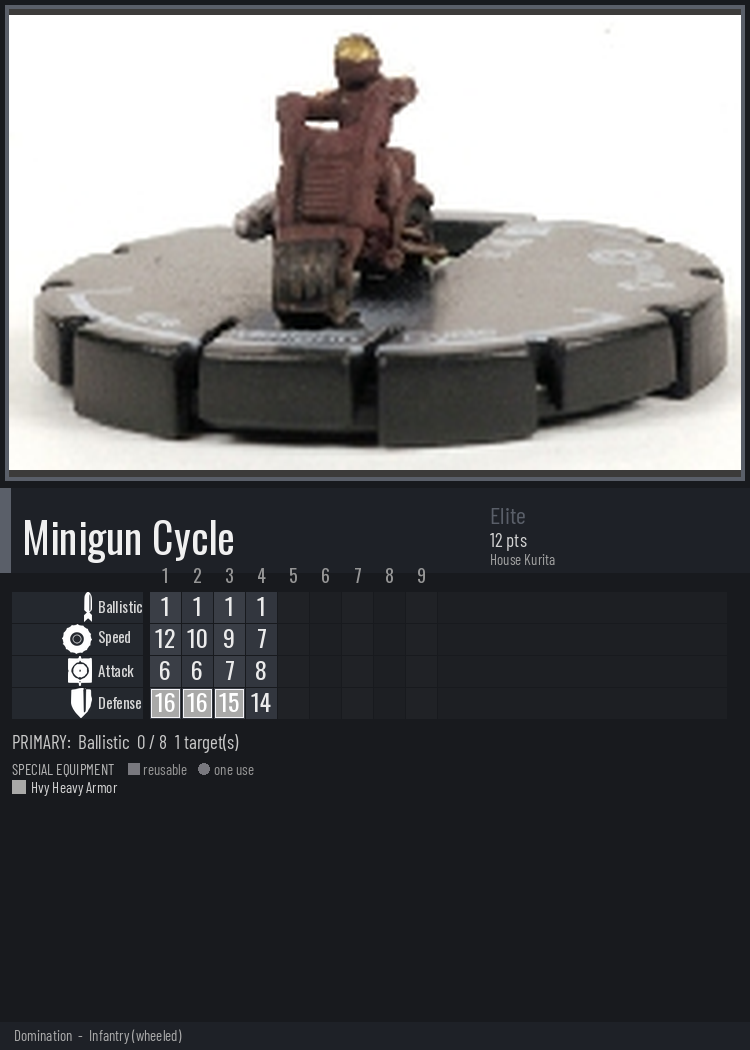 Minigun Cycle
Elite
12 pts
House Kurita
1 2 3 4 5 6 7 8 9
Ballistic 1 1 1 1
Speed 12 10 9 7
Attack 6 6 7 8
Defense 16 16 15 14
PRIMARY: Ballistic 0 / 8 1 target(s)
SPECIAL EQUIPMENT reusable one use
Hvy Heavy Armor
Domination - Infantry (wheeled)